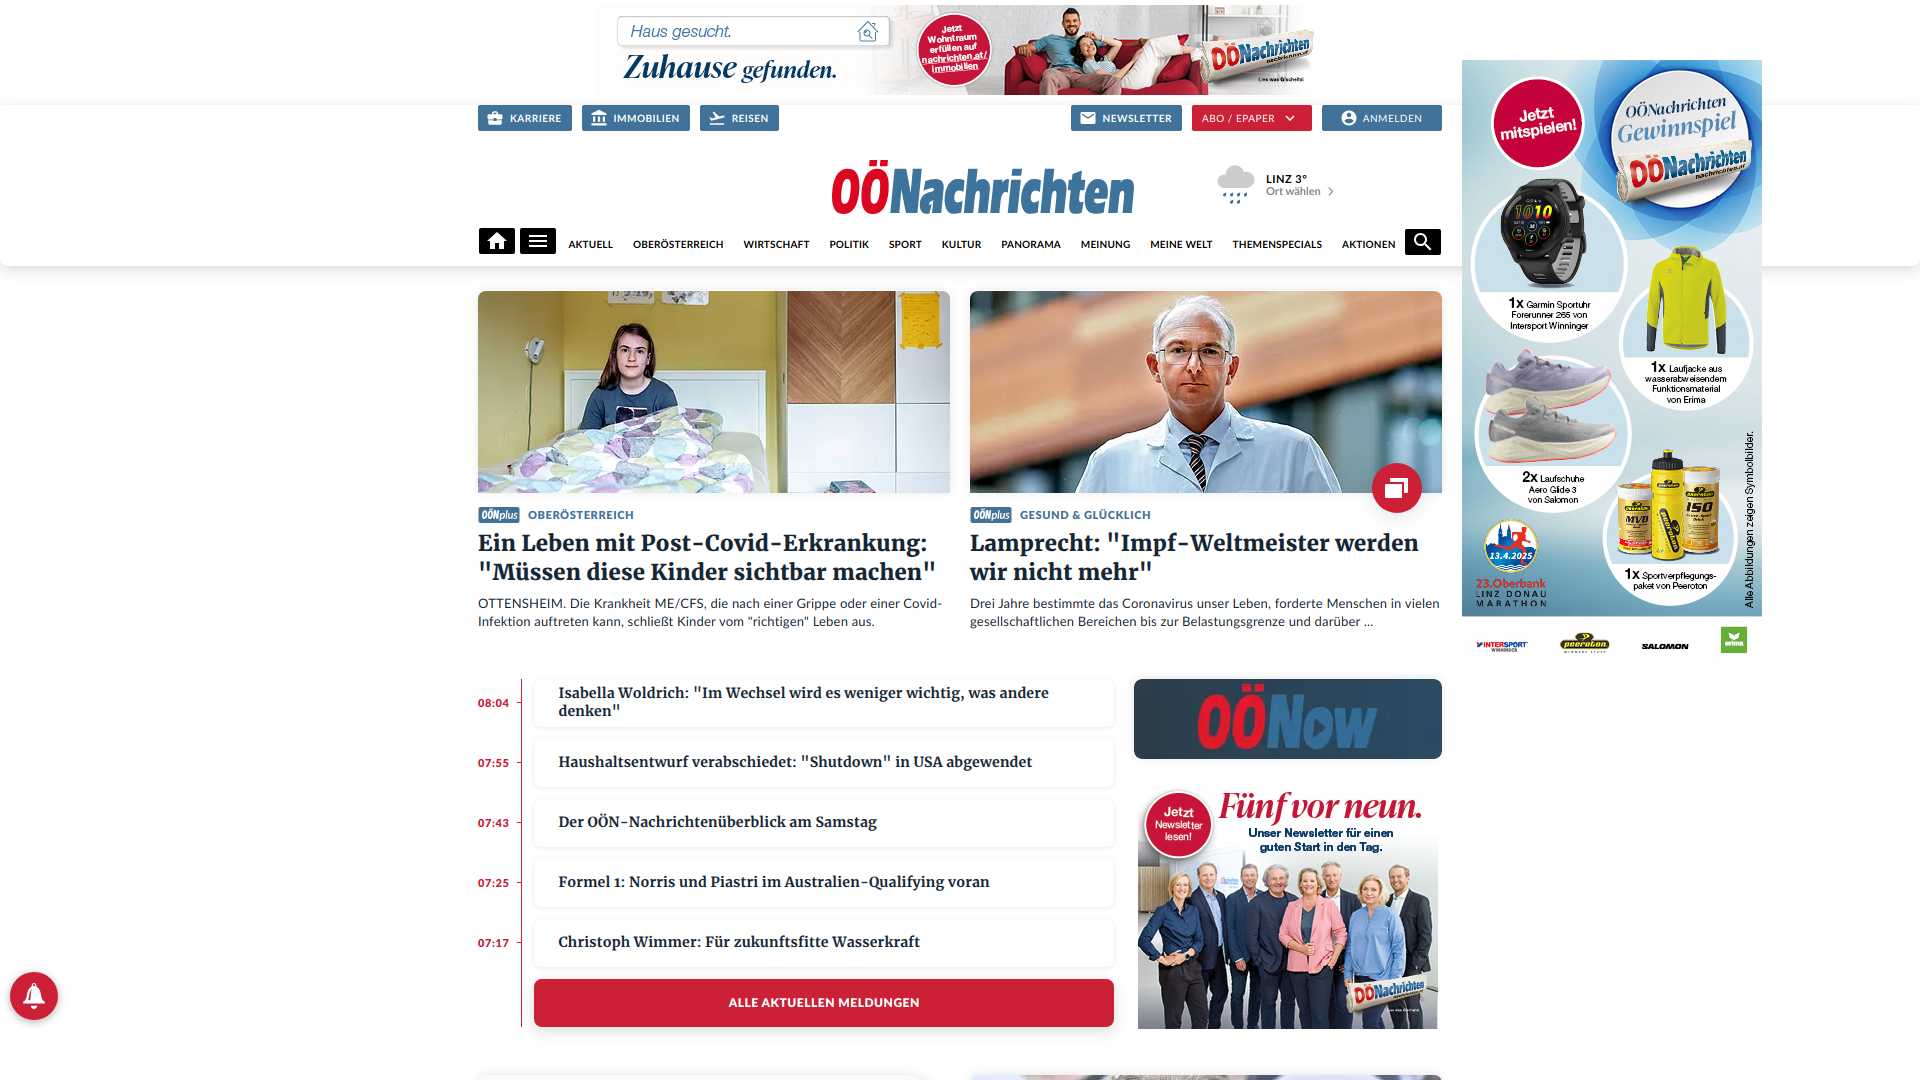 Haus gesucht.
Zuhause gefunden.
Jetzt
Wohntraum
erfüllen auf
nachrichten.at/
immobilien
OÖNachrichten
Lies was G'scheits!
KARRIERE
IMMOBILIEN
REISEN
NEWSLETTER
ABO / EPAPER
ANMELDEN
OÖNachrichten
LINZ 3°
Ort wählen
AKTUELL
OBERÖSTERREICH
WIRTSCHAFT
POLITIK
SPORT
KULTUR
PANORAMA
MEINUNG
MEINE WELT
THEMENSPECIALS
AKTIONEN
Jetzt
mitspielen!
OÖNachrichten
Gewinnspiel
OÖNachrichten
nachrichten.at
10:10
1x Garmin Sportuhr
Forerunner 265 von
Intersport Winninger
1x Laufjacke aus
wasserabweisendem
Funktionsmaterial
von Erima
2x Laufschuhe
Aero Glide 3
von Salomon
1x Sportverpflegungs-
paket von Peeroton
Alle Abbildungen zeigen Symbolbilder.
13.4.2025
23.Oberbank
LINZ DONAU
MARATHON
INTERSPORT
WINNINGER
peeroton
SALOMON
erima
OÖNplus OBERÖSTERREICH
Ein Leben mit Post-Covid-Erkrankung:
"Müssen diese Kinder sichtbar machen"
OTTENSHEIM. Die Krankheit ME/CFS, die nach einer Grippe oder einer Covid-
Infektion auftreten kann, schließt Kinder vom "richtigen" Leben aus.
OÖNplus GESUND & GLÜCKLICH
Lamprecht: "Impf-Weltmeister werden
wir nicht mehr"
Drei Jahre bestimmte das Coronavirus unser Leben, forderte Menschen in vielen
gesellschaftlichen Bereichen bis zur Belastungsgrenze und darüber ...
08:04
Isabella Woldrich: "Im Wechsel wird es weniger wichtig, was andere
denken"
07:55
Haushaltsentwurf verabschiedet: "Shutdown" in USA abgewendet
07:43
Der OÖN-Nachrichtenüberblick am Samstag
07:25
Formel 1: Norris und Piastri im Australien-Qualifying voran
07:17
Christoph Wimmer: Für zukunftsfitte Wasserkraft
ALLE AKTUELLEN MELDUNGEN
OÖNow
Jetzt
Newsletter
lesen!
Fünf vor neun.
Unser Newsletter für einen
guten Start in den Tag.
OÖNachrichten